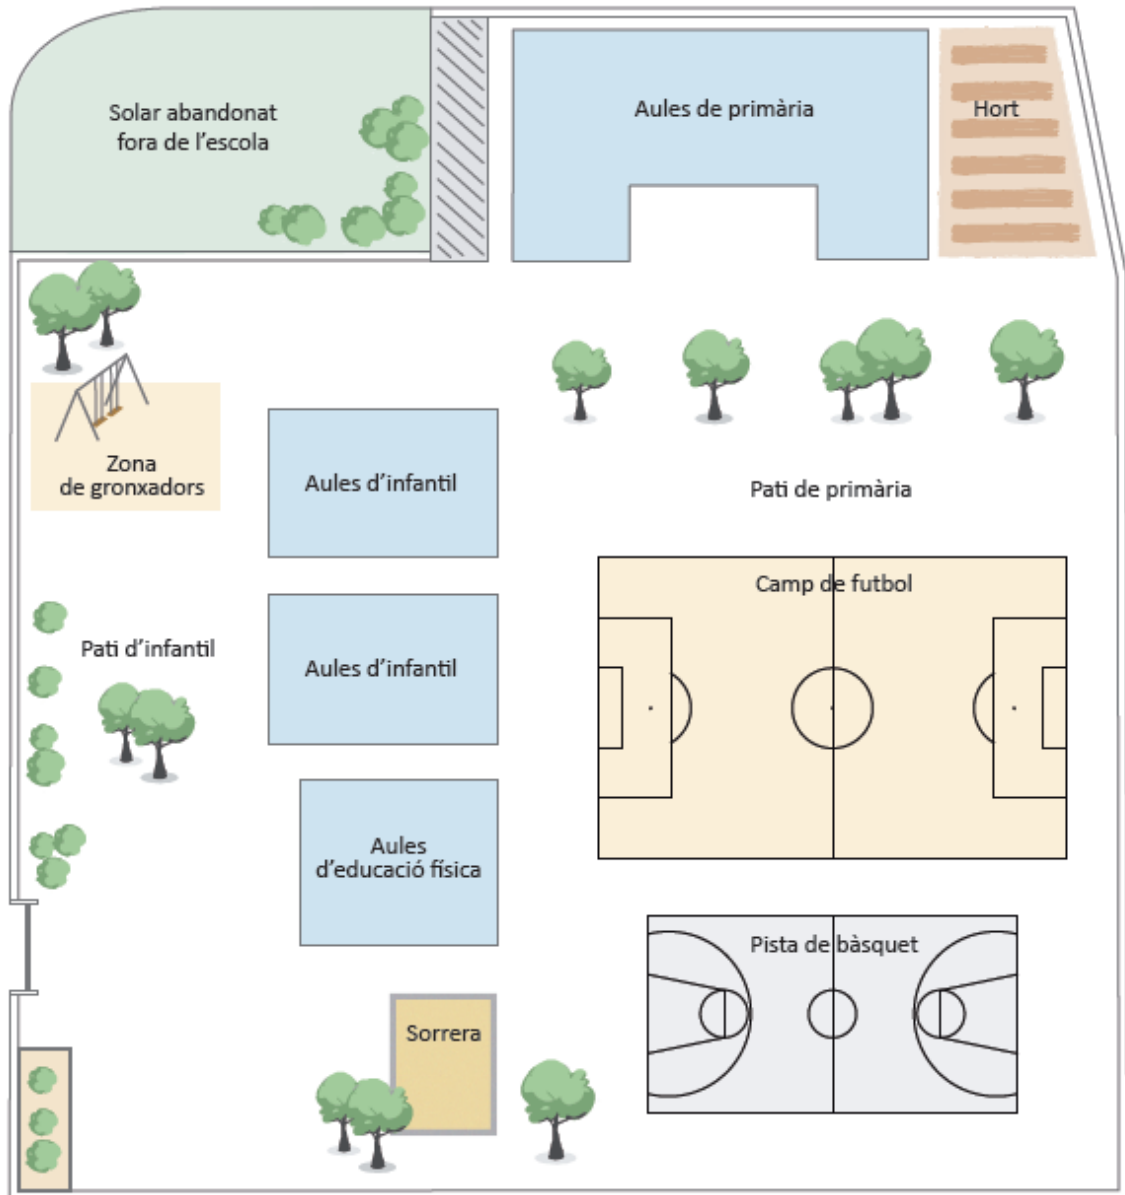 Solar abandonat
fora de l'escola
Aules de primària
Hort
Zona
de gronxadors
Aules d'infantil
Pati de primària
Camp de futbol
Pati d'infantil
Aules d'infantil
Aules
d'educació física
Pista de bàsquet
Sorrera